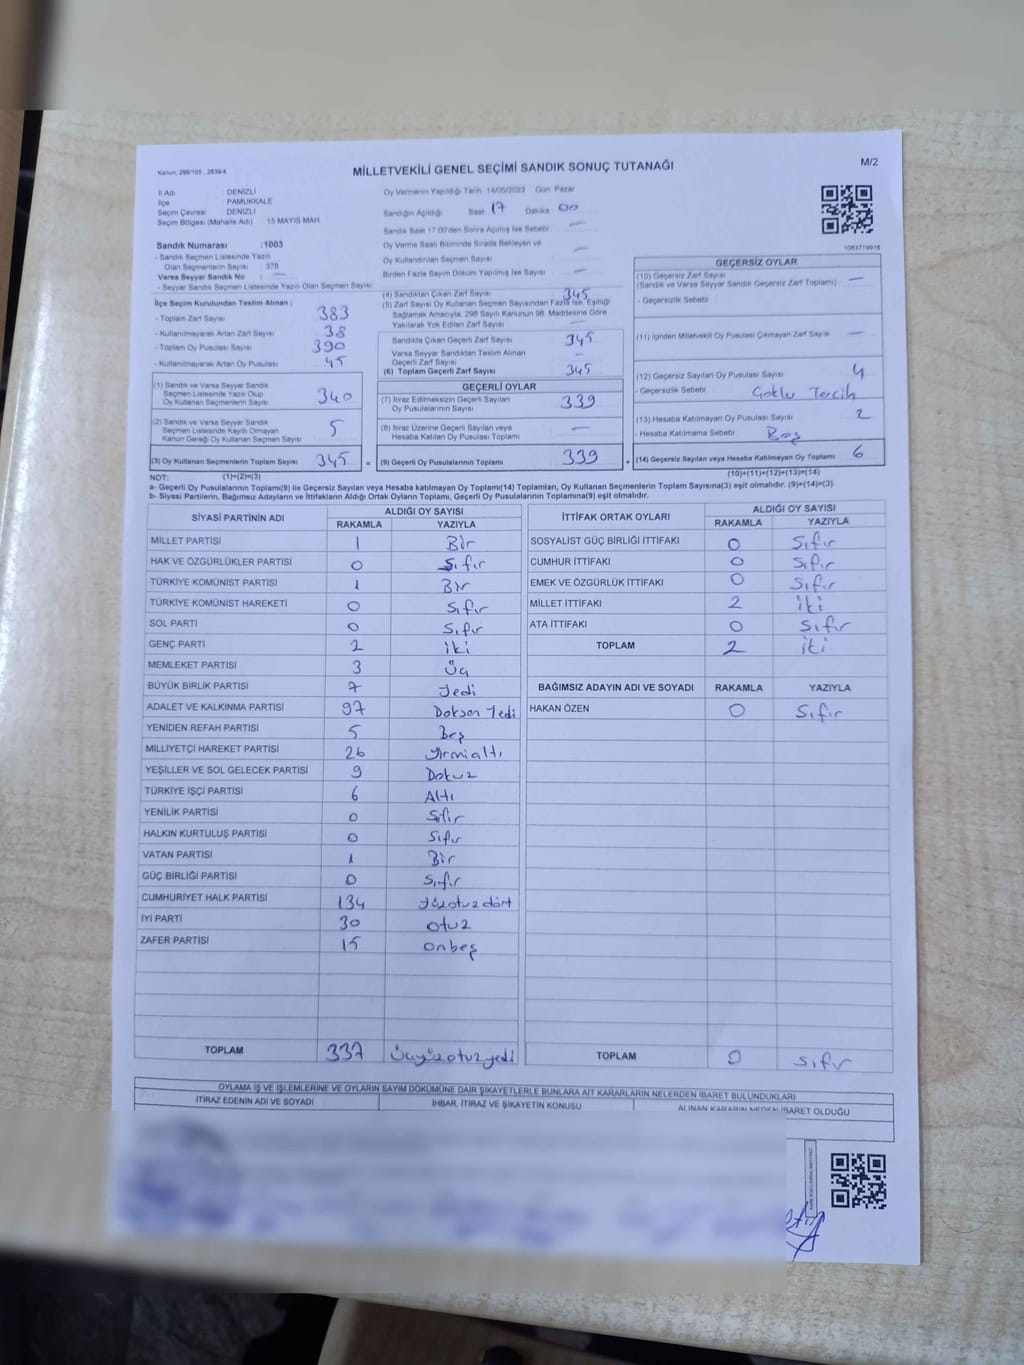 Kanun: 298/105 , 2839/4
MİLLETVEKİLİ GENEL SEÇİMİ SANDIK SONUÇ TUTANAĞI
M/2
İl Adı : DENİZLİ
İlçe : PAMUKKALE
Seçim Çevresi : DENİZLİ
Seçim Bölgesi (Mahalle Adı) : 15 MAYIS MAH.
Sandık Numarası :1003
- Sandık Seçmen Listesinde Yazılı
Olan Seçmenlerin Sayısı : 376
Varsa Seyyar Sandık No : —
- Seyyar Sandık Seçmen Listesinde Yazılı Olan Seçmen Sayısı
İlçe Seçim Kurulundan Teslim Alınan ;
- Toplam Zarf Sayısı 383
- Kullanılmayarak Artan Zarf Sayısı 38
- Toplam Oy Pusulası Sayısı 390
- Kullanılmayarak Artan Oy Pusulası 45
(1) Sandık ve Varsa Seyyar Sandık
Seçmen Listesinde Yazılı Olup
Oy Kullanan Seçmenlerin Sayısı 340
(2) Sandık ve Varsa Seyyar Sandık
Seçmen Listesinde Kayıtlı Olmayan
Kanun Gereği Oy Kullanan Seçmen Sayısı 5
(3) Oy Kullanan Seçmenlerin Toplam Sayısı 345 =
Oy Vermenin Yapıldığı Tarih :14/05/2023 Gün: Pazar
Sandığın Açıldığı Saat 17 Dakika 00
Sandık Saat 17:00'den Sonra Açılmış İse Sebebi : —
Oy Verme Saati Bitiminde Sırada Bekleyen ve
Oy Kullandırılan Seçmen Sayısı : —
Birden Fazla Sayım Döküm Yapılmış İse Sayısı : —
(4) Sandıktan Çıkan Zarf Sayısı 345
(5) Zarf Sayısı Oy Kullanan Seçmen Sayısından Fazla İse, Eşitliği
Sağlamak Amacıyla; 298 Sayılı Kanunun 98. Maddesine Göre
Yakılarak Yok Edilen Zarf Sayısı —
Sandıkta Çıkan Geçerli Zarf Sayısı 345
Varsa Seyyar Sandıktan Teslim Alınan
Geçerli Zarf Sayısı —
(6) Toplam Geçerli Zarf Sayısı 345
GEÇERLİ OYLAR
(7) İtiraz Edilmeksizin Geçerli Sayılan
Oy Pusulalarının Sayısı 339
(8) İtiraz Üzerine Geçerli Sayılan veya
Hesaba Katılan Oy Pusulası Toplamı —
(9) Geçerli Oy Pusulalarının Toplamı 339 +
1083719916
GEÇERSİZ OYLAR
(10) Geçersiz Zarf Sayısı
(Sandık ve Varsa Seyyar Sandık Geçersiz Zarf Toplamı) —
- Geçersizlik Sebebi
(11) İçinden Milletvekili Oy Pusulası Çıkmayan Zarf Sayısı —
(12) Geçersiz Sayılan Oy Pusulası Sayısı 4
- Geçersizlik Sebebi : Çoklu Tercih
(13) Hesaba Katılmayan Oy Pusulası Sayısı 2
- Hesaba Katılmama Sebebi : Boş
(14) Geçersiz Sayılan veya Hesaba Katılmayan Oy Toplamı 6
NOT: (1)+(2)=(3) (10)+(11)+(12)+(13)=(14)
a- Geçerli Oy Pusulalarının Toplamı(9) ile Geçersiz Sayılan veya Hesaba katılmayan Oy Toplamı(14) Toplamları, Oy Kullanan Seçmenlerin Toplam Sayısına(3) eşit olmalıdır. (9)+(14)=(3)
b- Siyasi Partilerin, Bağımsız Adayların ve İttifakların Aldığı Ortak Oyların Toplamı, Geçerli Oy Pusulalarının Toplamına(9) eşit olmalıdır.
SİYASİ PARTİNİN ADI ALDIĞI OY SAYISI
RAKAMLA YAZIYLA
MİLLET PARTİSİ 1 Bir
HAK VE ÖZGÜRLÜKLER PARTİSİ 0 Sıfır
TÜRKİYE KOMÜNİST PARTİSİ 1 Bir
TÜRKİYE KOMÜNİST HAREKETİ 0 Sıfır
SOL PARTİ 0 Sıfır
GENÇ PARTİ 2 İki
MEMLEKET PARTİSİ 3 Üç
BÜYÜK BİRLİK PARTİSİ 7 Yedi
ADALET VE KALKINMA PARTİSİ 97 Doksan Yedi
YENİDEN REFAH PARTİSİ 5 Beş
MİLLİYETÇİ HAREKET PARTİSİ 26 Yirmialtı
YEŞİLLER VE SOL GELECEK PARTİSİ 9 Dokuz
TÜRKİYE İŞÇİ PARTİSİ 6 Altı
YENİLİK PARTİSİ 0 Sıfır
HALKIN KURTULUŞ PARTİSİ 0 Sıfır
VATAN PARTİSİ 1 Bir
GÜÇ BİRLİĞİ PARTİSİ 0 Sıfır
CUMHURİYET HALK PARTİSİ 134 Yüzotuzdört
İYİ PARTİ 30 Otuz
ZAFER PARTİSİ 15 Onbeş
TOPLAM 337 Üçyüzotuzyedi
İTTİFAK ORTAK OYLARI ALDIĞI OY SAYISI
RAKAMLA YAZIYLA
SOSYALİST GÜÇ BİRLİĞİ İTTİFAKI 0 Sıfır
CUMHUR İTTİFAKI 0 Sıfır
EMEK VE ÖZGÜRLÜK İTTİFAKI 0 Sıfır
MİLLET İTTİFAKI 2 İki
ATA İTTİFAKI 0 Sıfır
TOPLAM 2 İki
BAĞIMSIZ ADAYIN ADI VE SOYADI RAKAMLA YAZIYLA
HAKAN ÖZEN 0 Sıfır
TOPLAM 0 Sıfır
OYLAMA İŞ VE İŞLEMLERİNE VE OYLARIN SAYIM DÖKÜMÜNE DAİR ŞİKAYETLERLE BUNLARA AİT KARARLARIN NELERDEN İBARET BULUNDUKLARI
İTİRAZ EDENİN ADI VE SOYADI İHBAR, İTİRAZ VE ŞİKAYETİN KONUSU ALINAN KARARIN NEDEN İBARET OLDUĞU